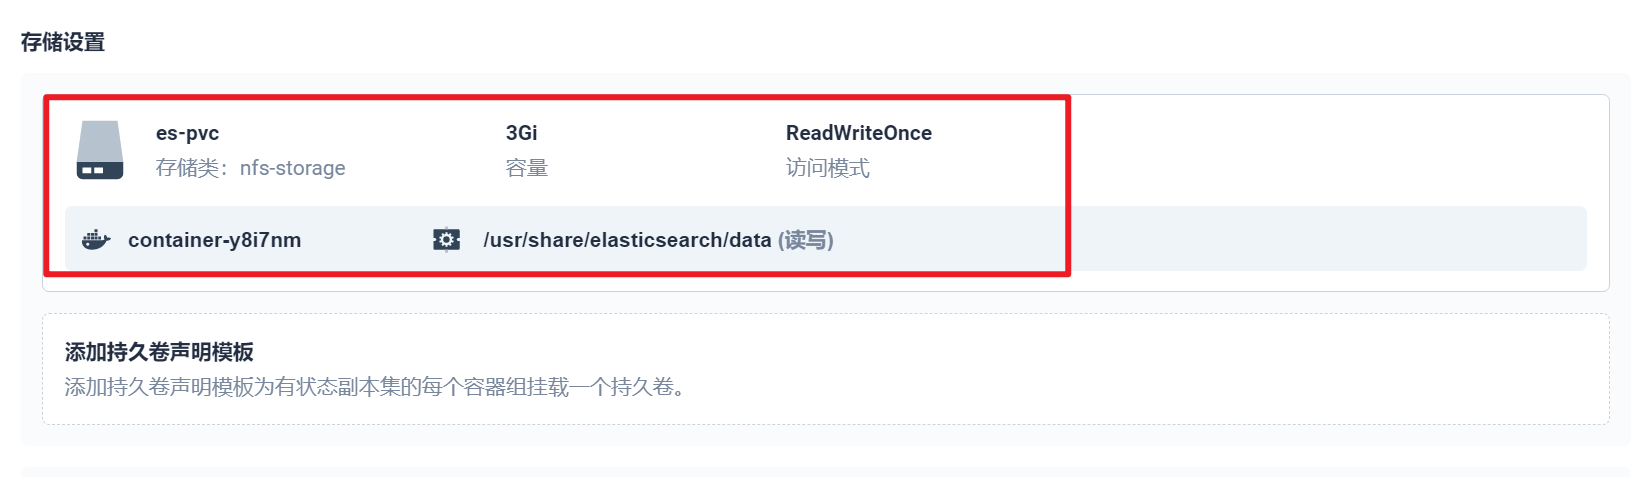 存储设置
es-pvc 3Gi ReadWriteOnce
存储类：nfs-storage 容量 访问模式
container-y8i7nm /usr/share/elasticsearch/data (读写)
添加持久卷声明模板
添加持久卷声明模板为有状态副本集的每个容器组挂载一个持久卷。